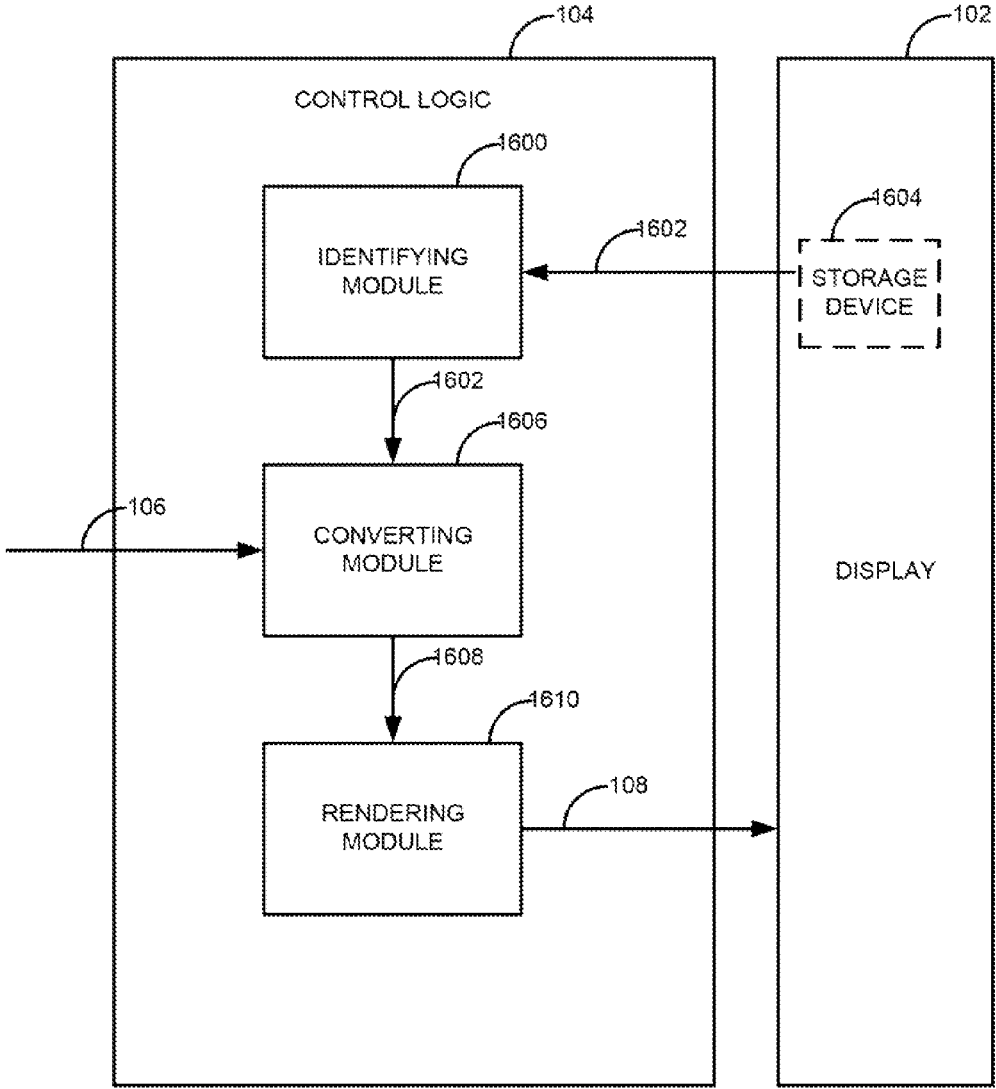 104
102
CONTROL LOGIC
1600
1604
1602
IDENTIFYING
MODULE
STORAGE
DEVICE
1602
1606
106
CONVERTING
MODULE
DISPLAY
1608
1610
108
RENDERING
MODULE